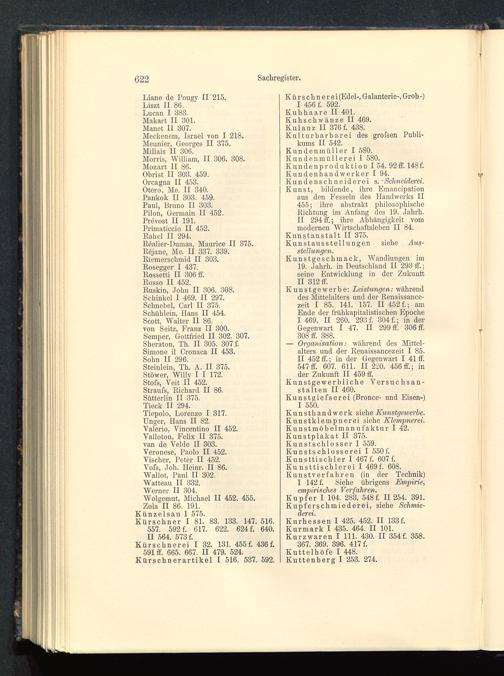 622
Sachregister.
Liane de Pougy II 215.
Liszt II 86.
Lucan I 383.
Makart II 301.
Manet II 307.
Meckenem, Israel von I 218.
Meunier, Georges II 375.
Millais II 306.
Morris, William, II 306. 308.
Mozart II 86.
Obrist II 303. 459.
Orcagna II 453.
Otero, Me. II 340.
Pankok II 303. 459.
Paul, Bruno II 303.
Pilon, Germain II 452.
Prévost II 191.
Primaticcio II 452.
Rahel II 294.
Réalier-Dumas, Maurice II 375.
Réjane, Me. II 337. 339.
Riemerschmid II 303.
Rosegger I 437.
Rossetti II 306 ff.
Rosso II 452.
Ruskin, John II 306. 308.
Schinkel I 469. II 297.
Schnebel, Carl II 375.
Schühlein, Hans II 454.
Scott, Walter II 86.
von Seitz, Franz II 300.
Semper, Gottfried II 302. 307.
Sheraton, Th. II 305. 307 f.
Simone il Cronaca II 453.
Sohn II 296.
Steinlein, Th. A. II 375.
Stöwer, Willy I I 172.
Stofs, Veit II 452.
Straufs, Richard II 86.
Sütterlin II 375.
Tieck II 294.
Tiepolo, Lorenzo I 317.
Unger, Hans II 82.
Valerio, Vincentino II 452.
Valloton, Felix II 375.
van de Velde II 303.
Veronese, Paolo II 452.
Vischer, Peter II 452.
Vofs, Joh. Heinr. II 86.
Wallot, Paul II 302.
Watteau II 332.
Werner II 304.
Wolgemut, Michael II 452. 455.
Zola II 86. 191.
Künzelsau I 575.
Kürschner I 81. 83. 133. 147. 516.
557. 592 f. 617. 622. 624 f. 640.
II 564. 573 f.
Kürschnerei I 32. 131. 455 f. 436 f.
591 ff. 665. 667. II 479. 524.
Kürschnerartikel I 516. 537. 592.
Kürschnerei (Edel-, Galanterie-, Grob-)
I 456 f. 592.
Kuhhaare II 401.
Kuhschwänze II 469.
Kulanz II 376 f. 438.
Kulturbarbarei des grofsen Publi-
kums II 542.
Kundenmüller I 580.
Kundenmüllerei I 580.
Kundenproduktion I 54. 92 ff. 148 f.
Kundenhandwerker I 94.
Kundenschneiderei s. Schneiderei.
Kunst, bildende, ihre Emancipation
aus den Fesseln des Handwerks II
455; ihre abstrakt philosophische
Richtung im Anfang des 19. Jahrh.
II 294 ff.; ihre Abhängigkeit vom
modernen Wirtschaftsleben II 84.
Kunstanstalt II 375.
Kunstausstellungen siehe Aus-
stellungen.
Kunstgeschmack, Wandlungen im
19. Jahrh. in Deutschland II 293 ff.;
seine Entwicklung in der Zukunft
II 312 ff.
Kunstgewerbe: Leistungen: während
des Mittelalters und der Renaissance-
zeit I 85. 141. 157. II 452 f.; am
Ende der frühkapitalistischen Epoche
I 469. II 260. 293 f. 304 f.; in der
Gegenwart I 47. II 299 ff. 306 ff.
308 ff. 388.
— Organisation: während des Mittel-
alters und der Renaissancezeit I 85.
II 452 ff.; in der Gegenwart I 41 ff.
547 ff. 607. 611. II 220. 456 ff.; in
der Zukunft II 459 ff.
Kunstgewerbliche Versuchsan-
stalten II 460.
Kunstgiefserei (Bronce- und Eisen-)
I 550.
Kunsthandwerk siehe Kunstgewerbe.
Kunstklempnerei siehe Klempnerei.
Kunstmöbelmanufaktur I 42.
Kunstplakat II 375.
Kunstschlosser I 559.
Kunstschlosserei I 550 f.
Kunsttischler I 467 f. 607 f.
Kunsttischlerei I 469 f. 608.
Kunstverfahren (in der Technik)
I 142 f. Siehe übrigens Empirie,
empirisches Verfahren.
Kupfer I 104. 283. 548 f. II 254. 391.
Kupferschmiederei, siehe Schmie-
derei.
Kurhessen I 425. 452. II 133 f.
Kurmark I 435. 464. II 101.
Kurzwaren I 111. 430. II 354 f. 358.
367. 369. 396. 417 f.
Kuttelhöfe I 448.
Kuttenberg I 253. 274.